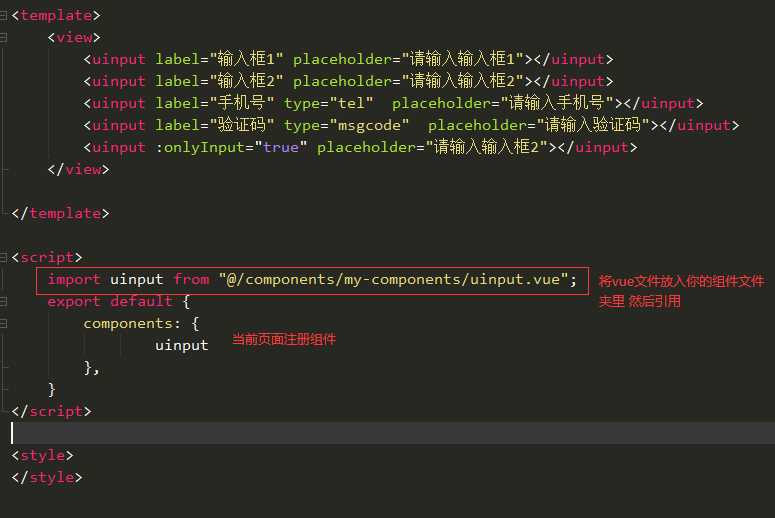 <template>
<view>
<uinput label="输入框1" placeholder="请输入输入框1"></uinput>
<uinput label="输入框2" placeholder="请输入输入框2"></uinput>
<uinput label="手机号" type="tel"  placeholder="请输入手机号"></uinput>
<uinput label="验证码" type="msgcode"  placeholder="请输入验证码"></uinput>
<uinput :onlyInput="true" placeholder="请输入输入框2"></uinput>
</view>
</template>
<script>
import uinput from "@/components/my-components/uinput.vue";
将vue文件放入你的组件文件
夹里 然后引用
export default {
components: {
uinput
当前页面注册组件
},
}
</script>
<style>
</style>